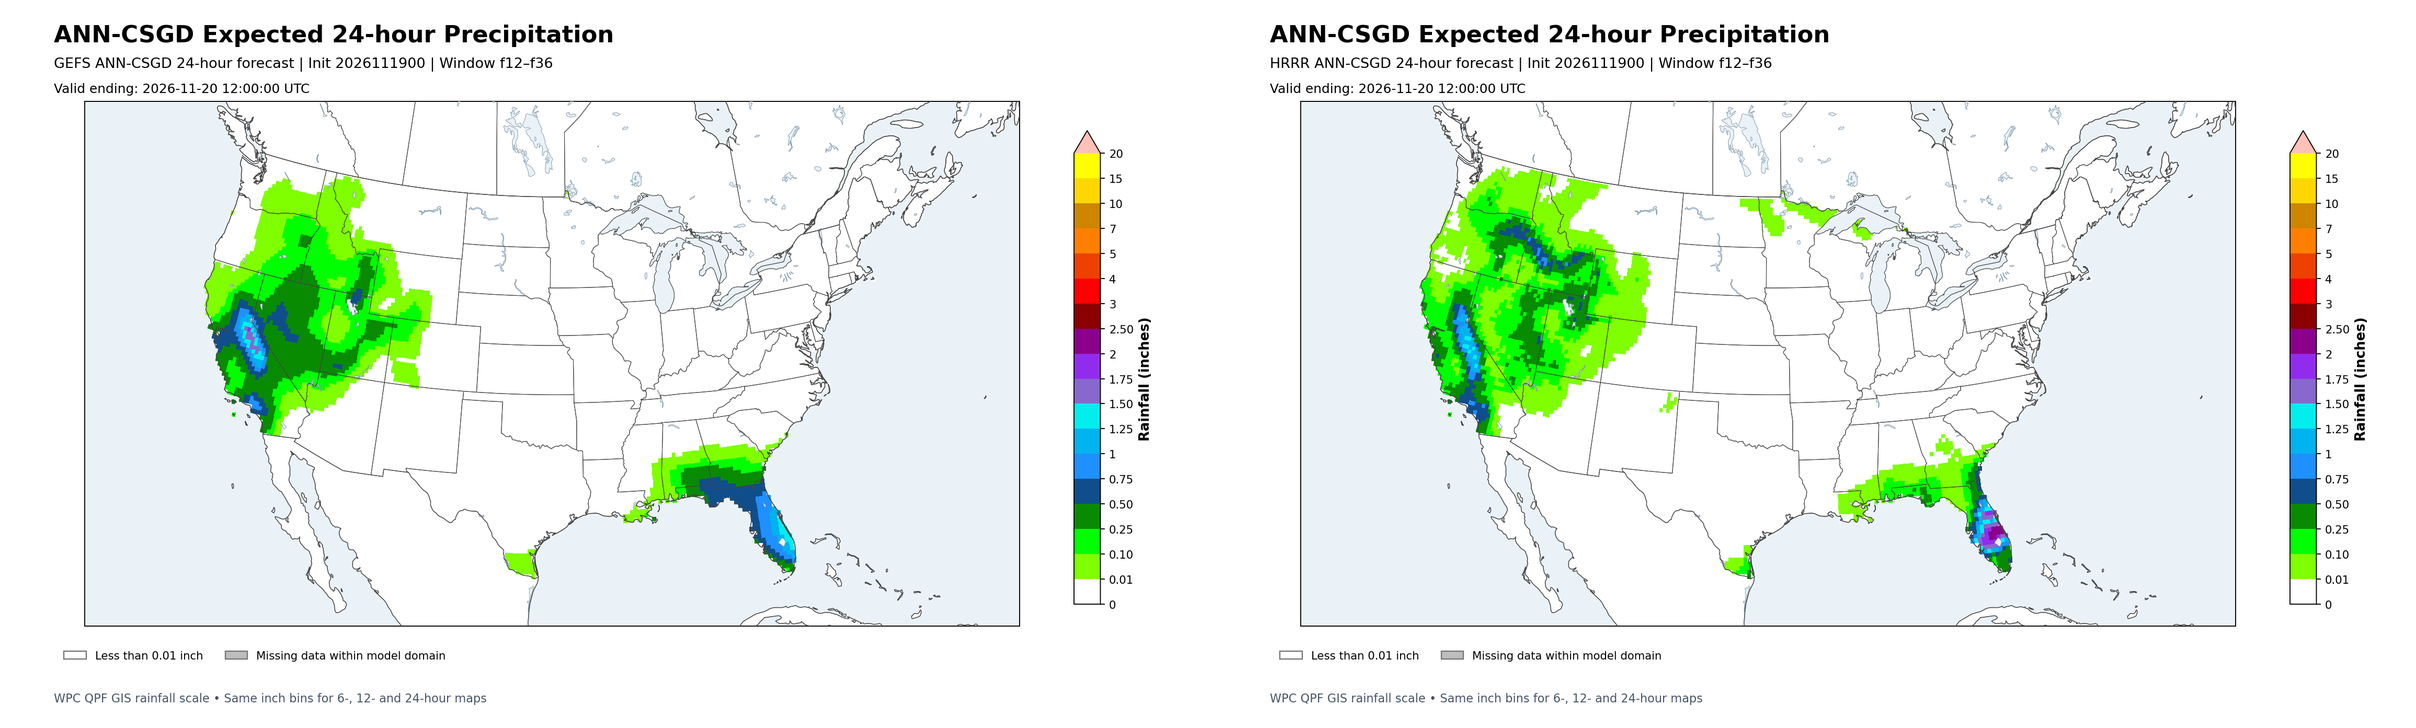 ANN-CSGD Expected 24-hour Precipitation
GEFS ANN-CSGD 24-hour forecast | Init 2026111900 | Window f12–f36
Valid ending: 2026-11-20 12:00:00 UTC
20
15
10
7
5
4
3
2.50
2
1.75
1.50
1.25
1
0.75
0.50
0.25
0.10
0.01
0
Rainfall (inches)
Less than 0.01 inch
Missing data within model domain
WPC QPF GIS rainfall scale • Same inch bins for 6-, 12- and 24-hour maps
ANN-CSGD Expected 24-hour Precipitation
HRRR ANN-CSGD 24-hour forecast | Init 2026111900 | Window f12–f36
Valid ending: 2026-11-20 12:00:00 UTC
20
15
10
7
5
4
3
2.50
2
1.75
1.50
1.25
1
0.75
0.50
0.25
0.10
0.01
0
Rainfall (inches)
Less than 0.01 inch
Missing data within model domain
WPC QPF GIS rainfall scale • Same inch bins for 6-, 12- and 24-hour maps